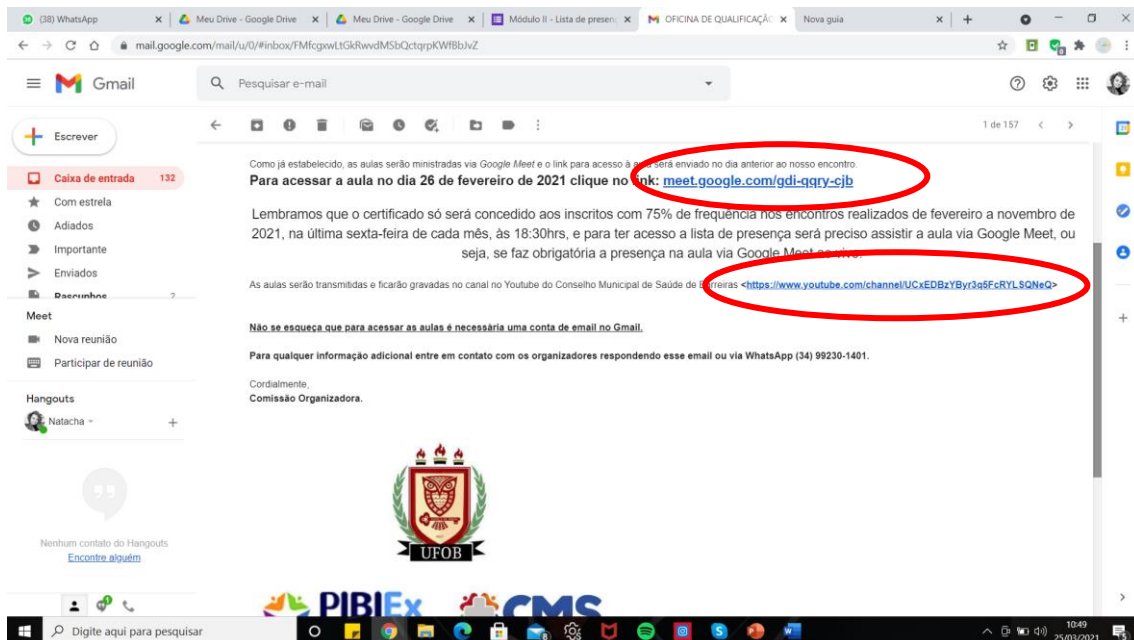 (38) WhatsApp
Meu Drive - Google Drive
Meu Drive - Google Drive
Módulo II - Lista de presen
OFICINA DE QUALIFICAÇÃ
Nova guia
mail.google.com/mail/u/0/#inbox/FMfcgxwLtGkRwvdMSbQctqrpKWfBbJvZ
Gmail
Pesquisar e-mail
Escrever
1 de 157
Caixa de entrada 132
Com estrela
Adiados
Importante
Enviados
Rascunhos 2
Meet
Nova reunião
Participar de reunião
Hangouts
Natacha
Nenhum contato do Hangouts
Encontre alguém
Como já estabelecido, as aulas serão ministradas via Google Meet e o link para acesso à aula será enviado no dia anterior ao nosso encontro.
Para acessar a aula no dia 26 de fevereiro de 2021 clique no link: meet.google.com/gdi-qqry-cjb
Lembramos que o certificado só será concedido aos inscritos com 75% de frequência nos encontros realizados de fevereiro a novembro de
2021, na última sexta-feira de cada mês, às 18:30hrs, e para ter acesso a lista de presença será preciso assistir a aula via Google Meet, ou
seja, se faz obrigatória a presença na aula via Google Meet ao vivo.
As aulas serão transmitidas e ficarão gravadas no canal no Youtube do Conselho Municipal de Saúde de Barreiras <https://www.youtube.com/channel/UCxEDBzYByr3q5FcRYLSQNeQ>
Não se esqueça que para acessar as aulas é necessária uma conta de email no Gmail.
Para qualquer informação adicional entre em contato com os organizadores respondendo esse email ou via WhatsApp (34) 99230-1401.
Cordialmente,
Comissão Organizadora.
UFOB
PIBIEx
CMS
Digite aqui para pesquisar
10:49
25/03/2021